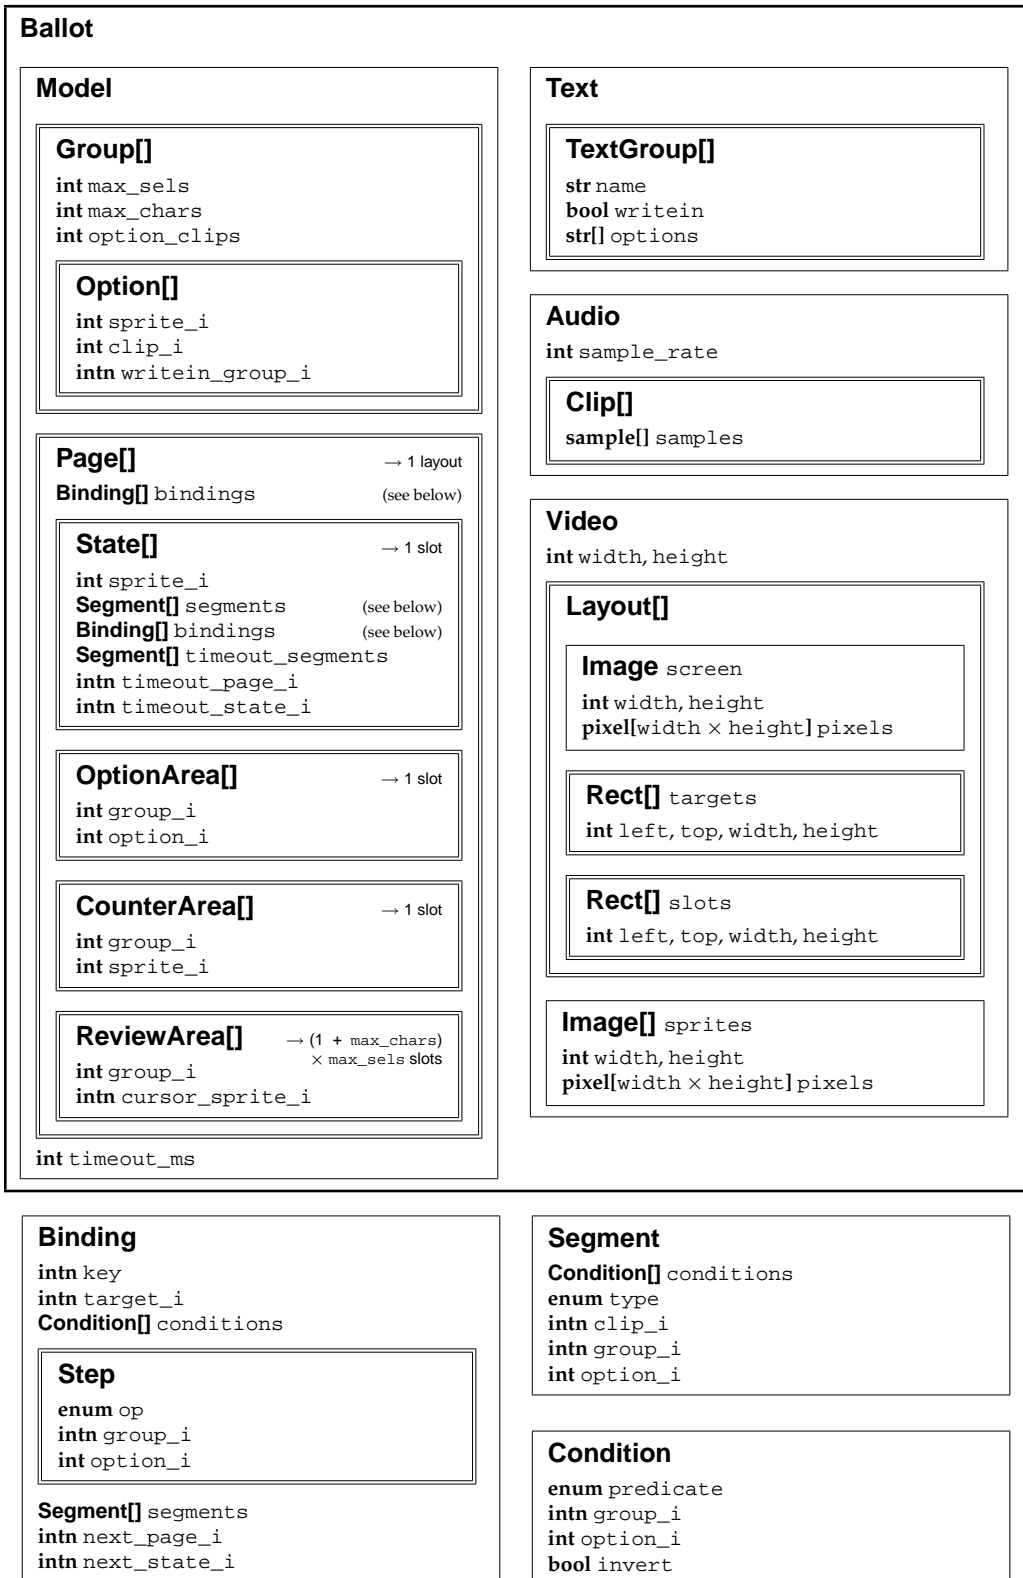 Ballot
Model
Group[]
int max_sels
int max_chars
int option_clips
Option[]
int sprite_i
int clip_i
intn writein_group_i
Page[] → 1 layout
Binding[] bindings (see below)
State[] → 1 slot
int sprite_i
Segment[] segments (see below)
Binding[] bindings (see below)
Segment[] timeout_segments
intn timeout_page_i
intn timeout_state_i
OptionArea[] → 1 slot
int group_i
int option_i
CounterArea[] → 1 slot
int group_i
int sprite_i
ReviewArea[] → (1 + max_chars)
× max_sels slots
int group_i
intn cursor_sprite_i
int timeout_ms
Text
TextGroup[]
str name
bool writein
str[] options
Audio
int sample_rate
Clip[]
sample[] samples
Video
int width, height
Layout[]
Image screen
int width, height
pixel[width × height] pixels
Rect[] targets
int left, top, width, height
Rect[] slots
int left, top, width, height
Image[] sprites
int width, height
pixel[width × height] pixels
Binding
intn key
intn target_i
Condition[] conditions
Step
enum op
intn group_i
int option_i
Segment[] segments
intn next_page_i
intn next_state_i
Segment
Condition[] conditions
enum type
intn clip_i
intn group_i
int option_i
Condition
enum predicate
intn group_i
int option_i
bool invert